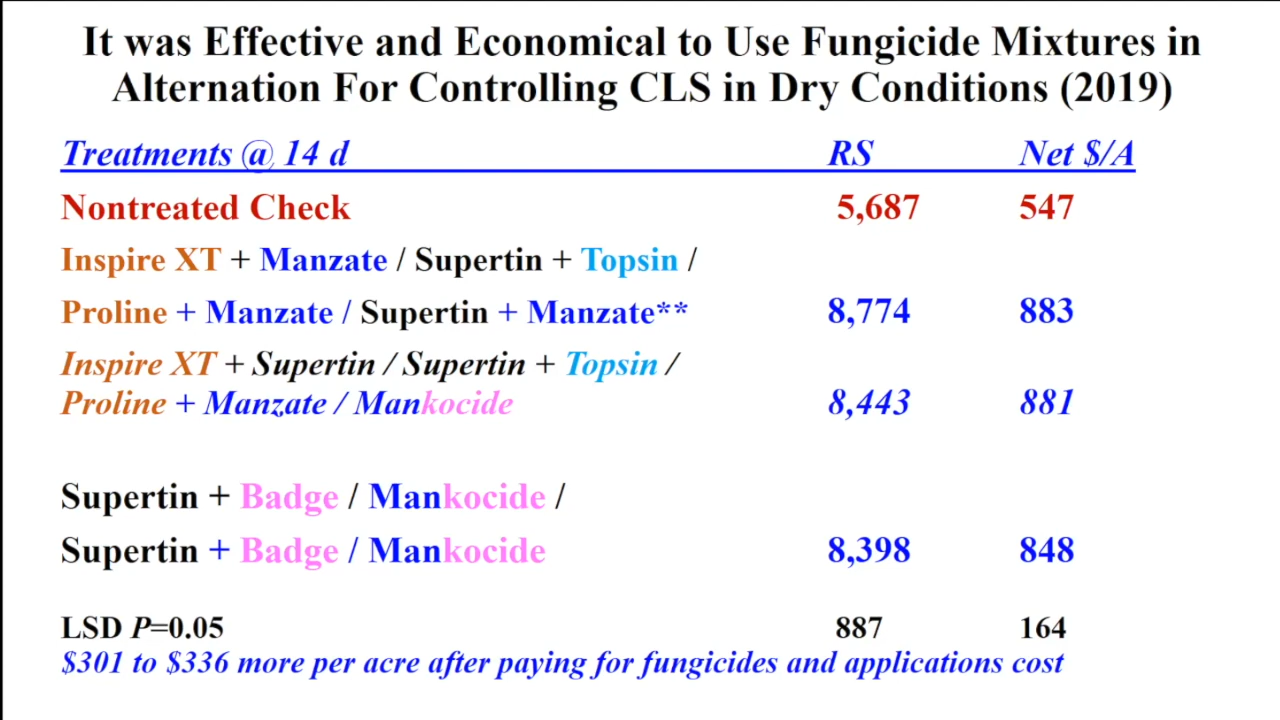 It was Effective and Economical to Use Fungicide Mixtures in
Alternation For Controlling CLS in Dry Conditions (2019)
Treatments @ 14 d RS Net $/A
Nontreated Check 5,687 547
Inspire XT + Manzate / Supertin + Topsin /
Proline + Manzate / Supertin + Manzate** 8,774 883
Inspire XT + Supertin / Supertin + Topsin /
Proline + Manzate / Mankocide 8,443 881
Supertin + Badge / Mankocide /
Supertin + Badge / Mankocide 8,398 848
LSD P=0.05 887 164
$301 to $336 more per acre after paying for fungicides and applications cost